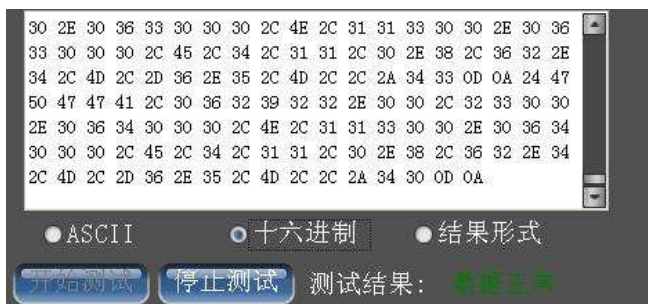 30 2E 30 36 33 30 30 30 2C 4E 2C 31 31 33 30 30 2E 30 36
33 30 30 30 2C 45 2C 34 2C 31 31 2C 30 2E 38 2C 36 32 2E
34 2C 4D 2C 2D 36 2E 35 2C 4D 2C 2C 2A 34 33 0D 0A 24 47
50 47 47 41 2C 30 36 32 39 32 32 2E 30 30 2C 32 33 30 30
2E 30 36 34 30 30 30 2C 4E 2C 31 31 33 30 30 2E 30 36 34
30 30 30 2C 45 2C 34 2C 31 31 2C 30 2E 38 2C 36 32 2E 34
2C 4D 2C 2D 36 2E 35 2C 4D 2C 2C 2A 34 30 0D 0A
ASCII 十六进制 结果形式
开始测试 停止测试 测试结果: 数据正常